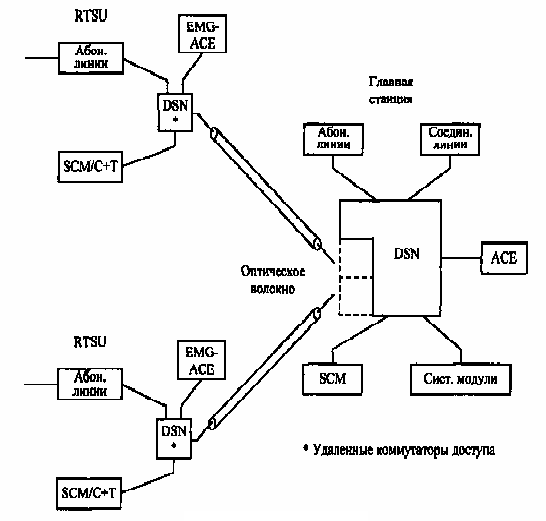 RTSU
Абон.
линии
EMG-
ACE
DSN
*
SCM/C+T
Главная
станция
Абон.
линии
Соедин.
линии
DSN
ACE
Оптическое
волокно
SCM
Сист. модули
RTSU
Абон.
линии
EMG-
ACE
DSN
*
SCM/C+T
* Удаленные коммутаторы доступа